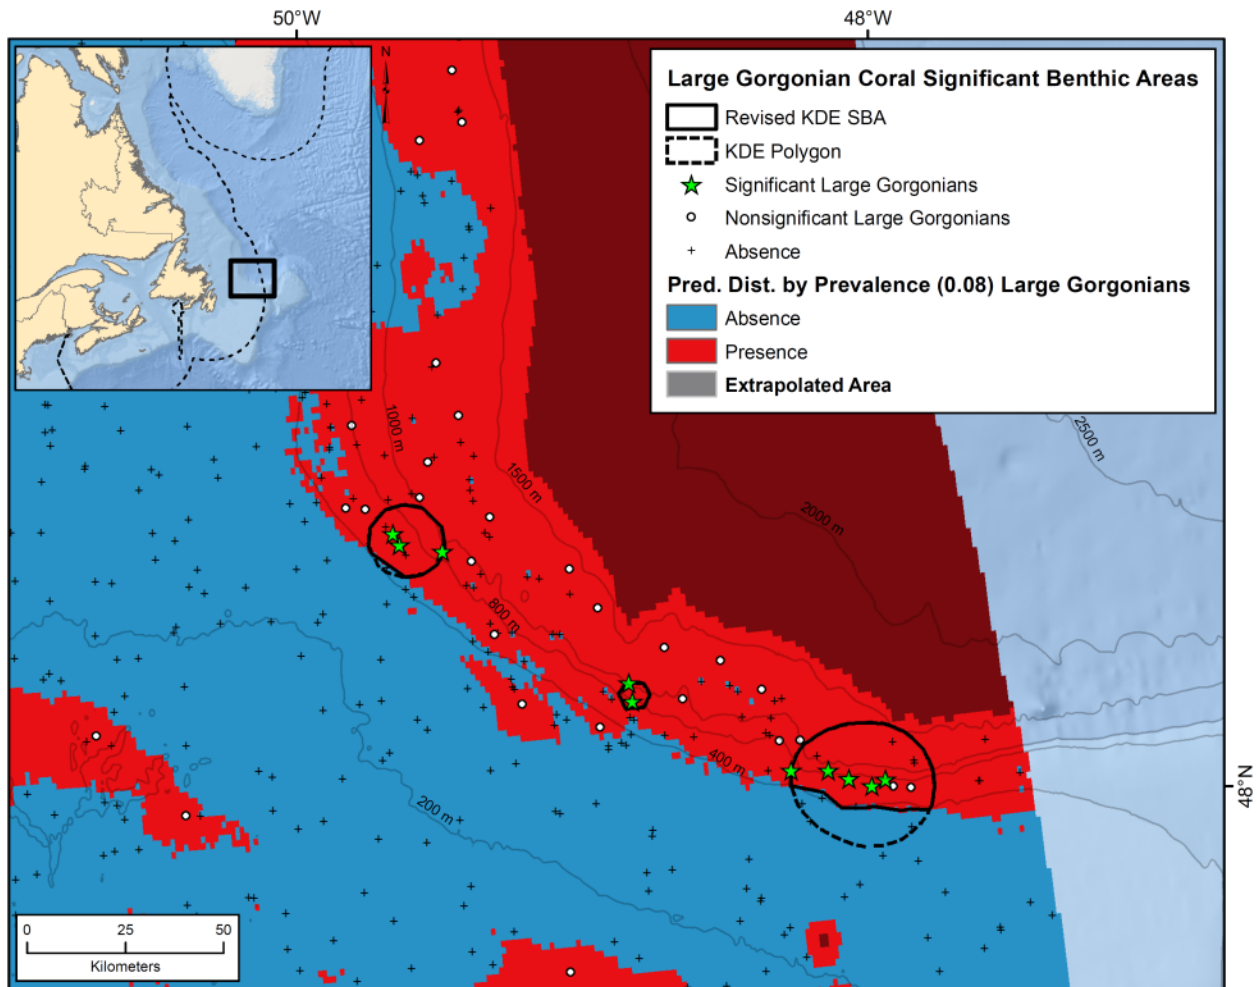 50°W
48°W
N
Large Gorgonian Coral Significant Benthic Areas
Revised KDE SBA
KDE Polygon
Significant Large Gorgonians
Nonsignificant Large Gorgonians
Absence
Pred. Dist. by Prevalence (0.08) Large Gorgonians
Absence
Presence
Extrapolated Area
1000 m
1500 m
2500 m
2000 m
800 m
400 m
200 m
48°N
0 25 50
Kilometers